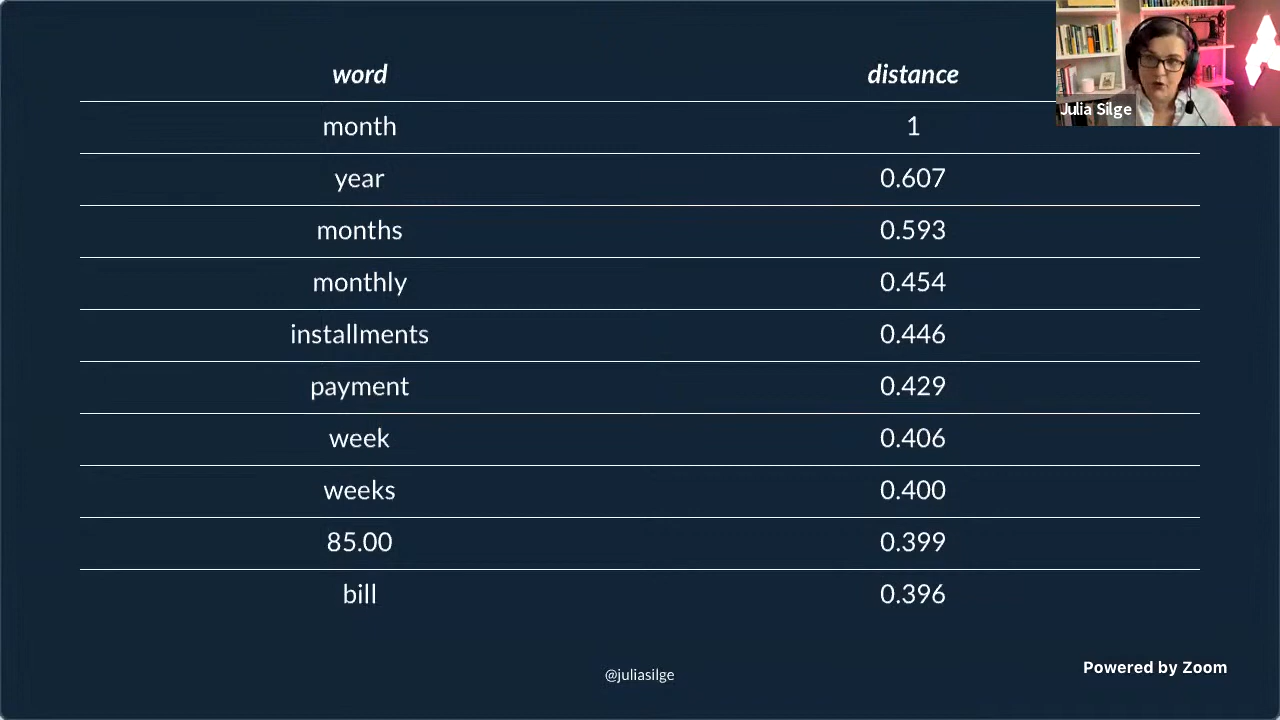 word distance
month 1
year 0.607
months 0.593
monthly 0.454
installments 0.446
payment 0.429
week 0.406
weeks 0.400
85.00 0.399
bill 0.396
Julia Silge
@juliasilge
Powered by Zoom